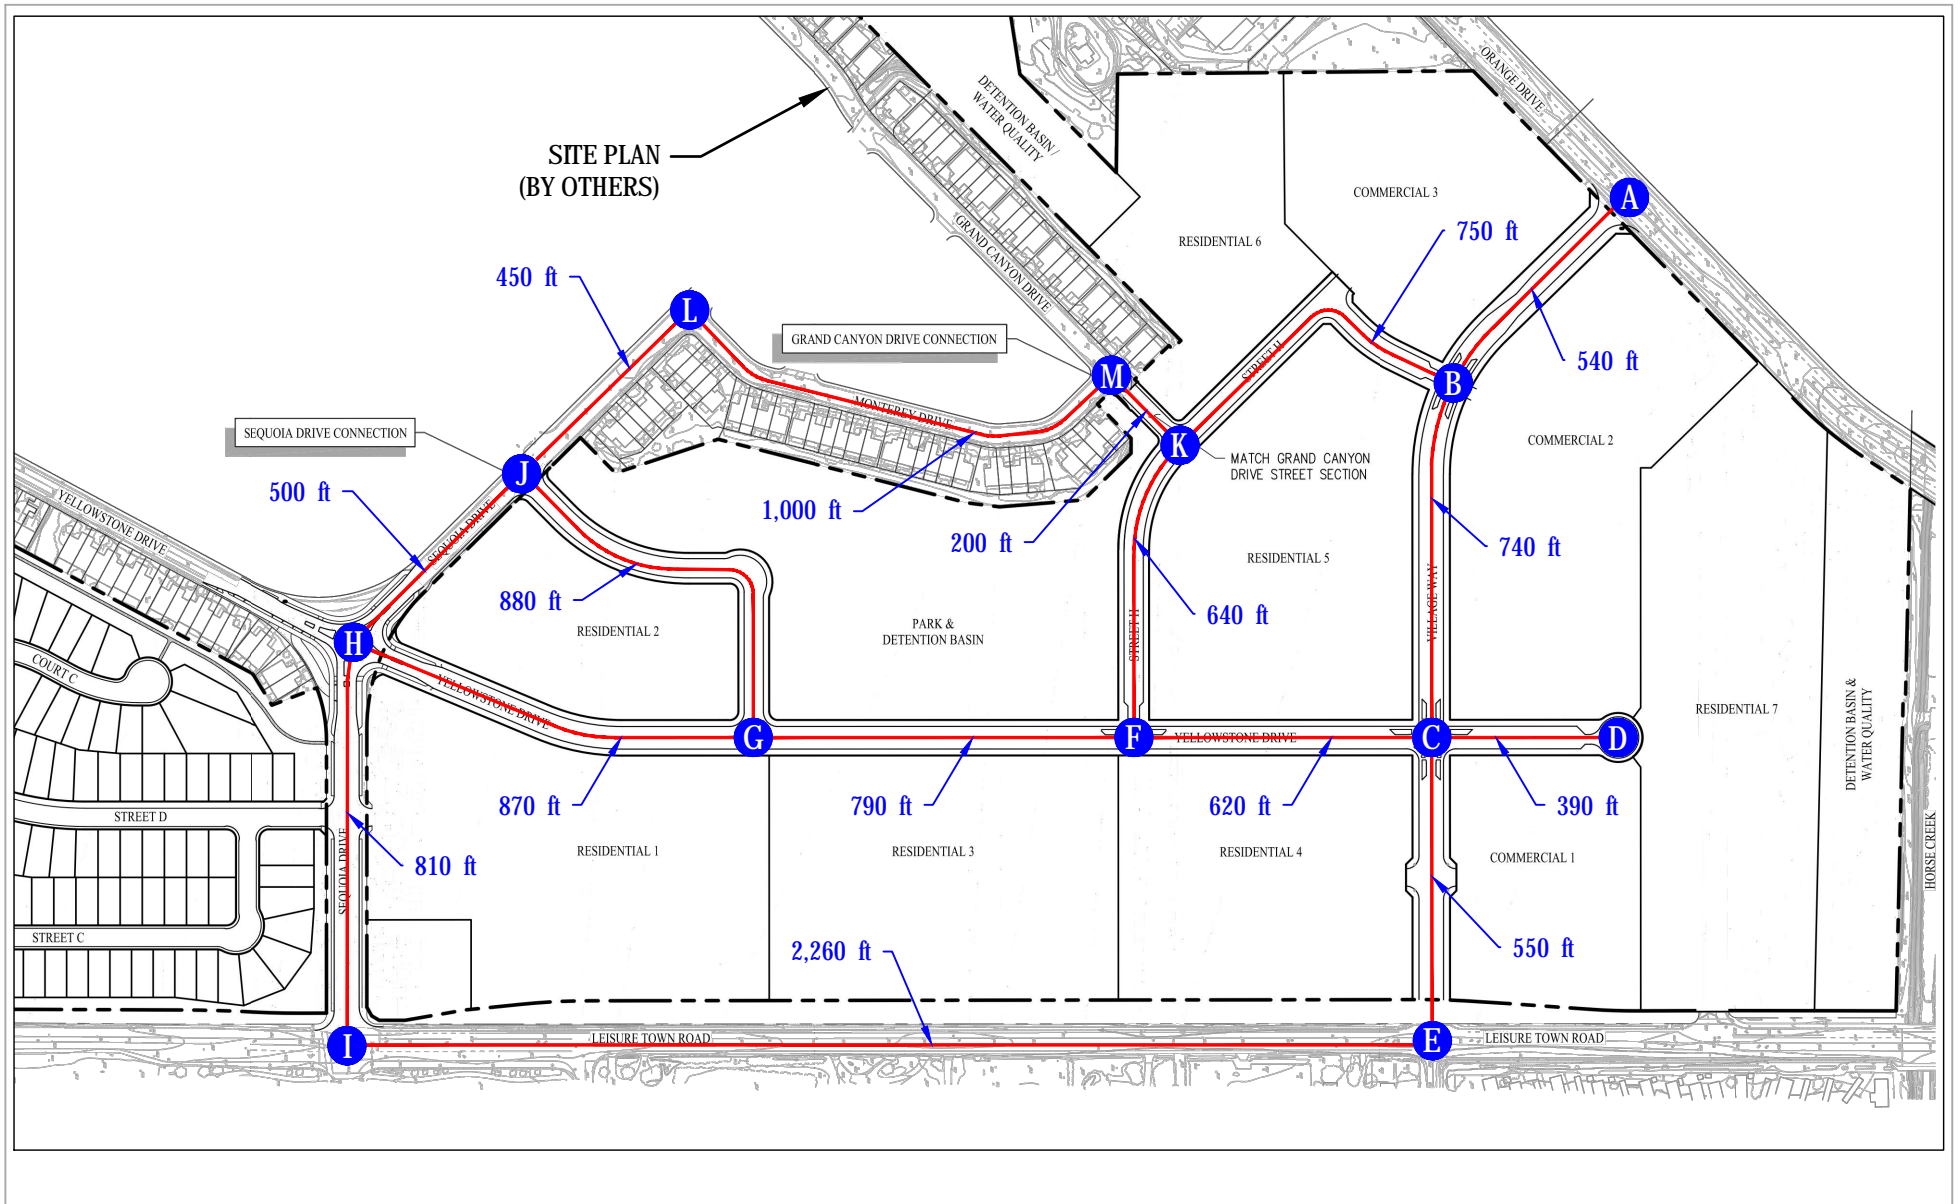 ORANGE DRIVE
DETENTION BASIN/
WATER QUALITY
SITE PLAN
(BY OTHERS)
COMMERCIAL 3
A
GRAND CANYON DRIVE
RESIDENTIAL 6
750 ft
450 ft
L
GRAND CANYON DRIVE CONNECTION
540 ft
STREET H
M
B
MONTEREY DRIVE
SEQUOIA DRIVE CONNECTION
K
COMMERCIAL 2
MATCH GRAND CANYON
DRIVE STREET SECTION
J
500 ft
1,000 ft
200 ft
YELLOWSTONE DRIVE
SEQUOIA DRIVE
740 ft
RESIDENTIAL 5
880 ft
640 ft
VILLAGE WAY
RESIDENTIAL 2
PARK &
DETENTION BASIN
STREET H
H
COURT C
YELLOWSTONE DRIVE
RESIDENTIAL 7
DETENTION BASIN &
WATER QUALITY
G
F
YELLOWSTONE DRIVE
C
D
870 ft
790 ft
620 ft
390 ft
STREET D
SEQUOIA DRIVE
810 ft
RESIDENTIAL 1
RESIDENTIAL 3
RESIDENTIAL 4
COMMERCIAL 1
HORSE CREEK
STREET C
2,260 ft
550 ft
I
LEISURE TOWN ROAD
E
LEISURE TOWN ROAD